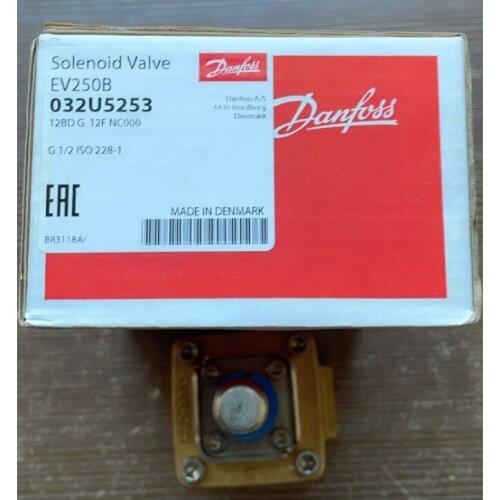 Solenoid Valve
EV250B
032U5253
12BD G 12F NC000
G 1/2 ISO 228-1
EAC
BR3118A/
Danfoss
Danfoss A/S
6430 Nordborg
Denmark
MADE IN DENMARK
Danfoss